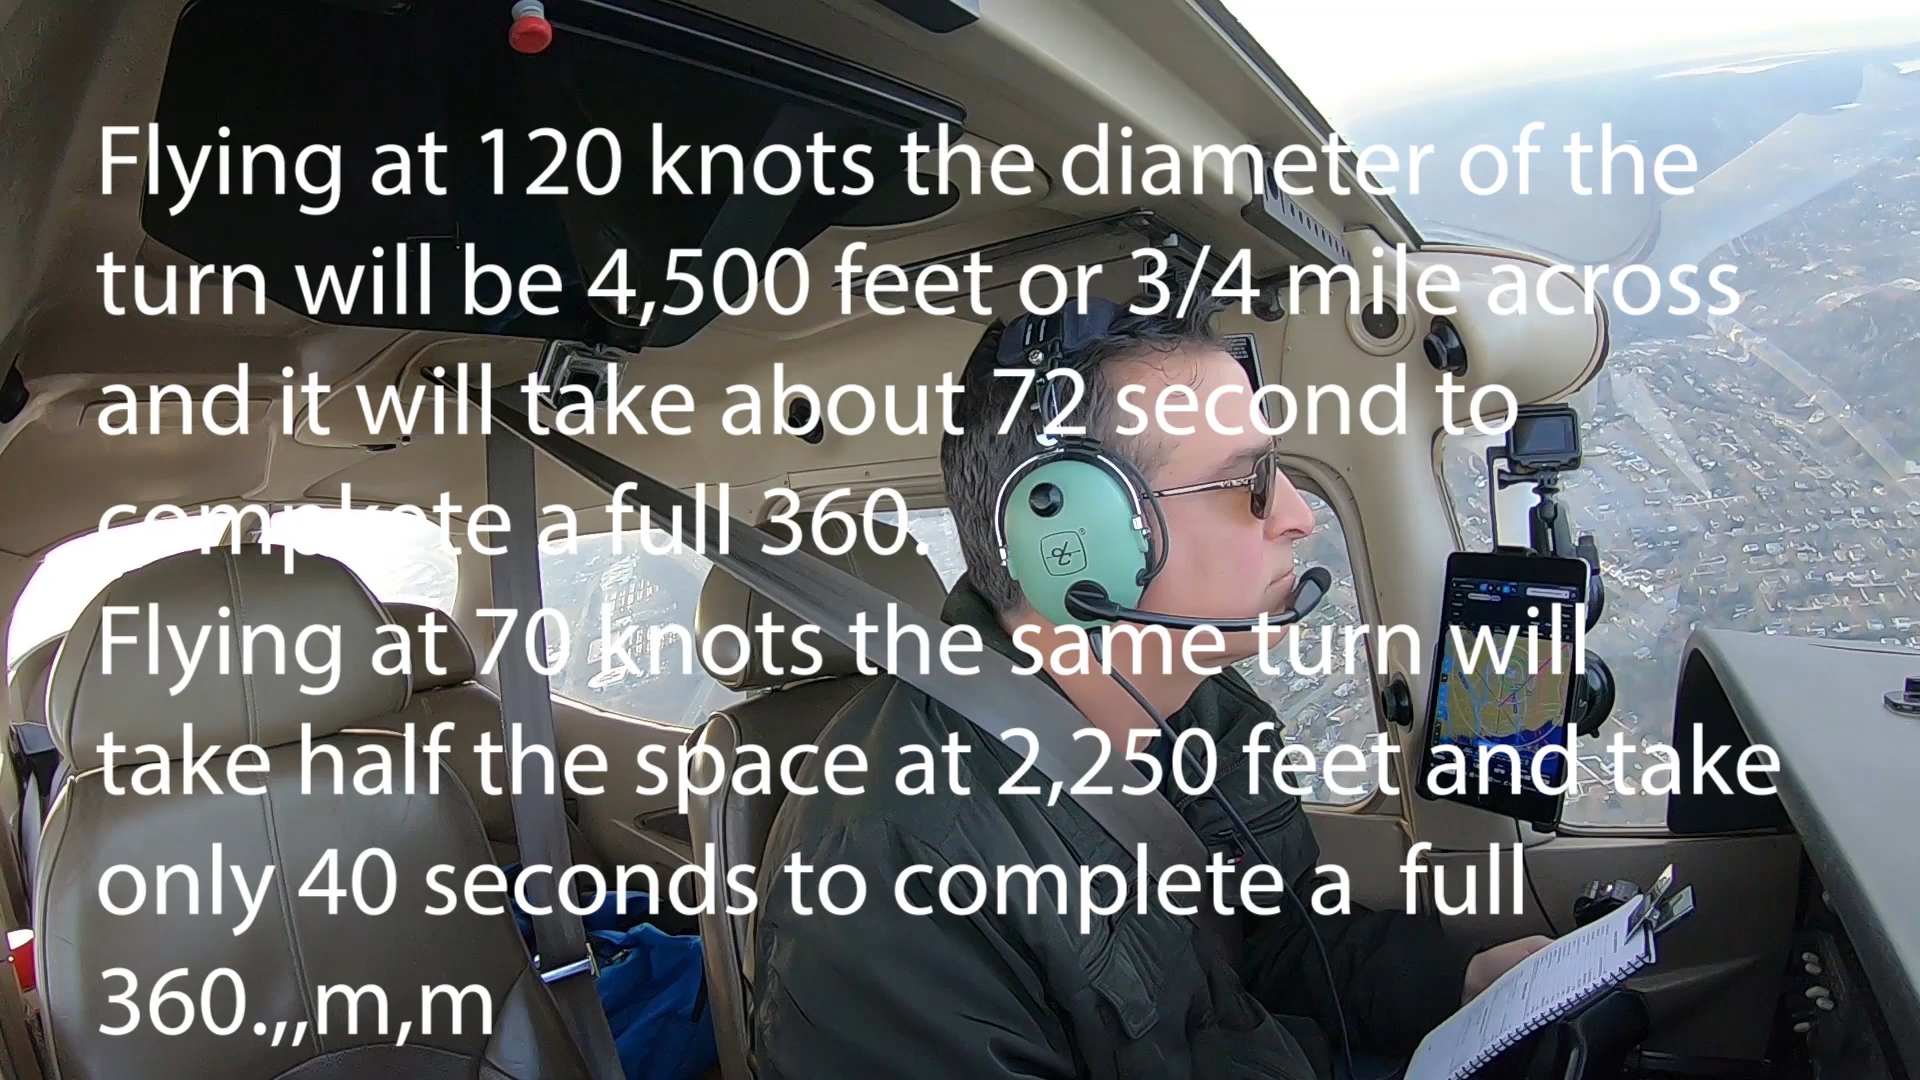 Flying at 120 knots the diameter of the
turn will be 4,500 feet or 3/4 mile across
and it will take about 72 second to
complete a full 360.
Flying at 70 knots the same turn will
take half the space at 2,250 feet and take
only 40 seconds to complete a  full
360.,,m,m